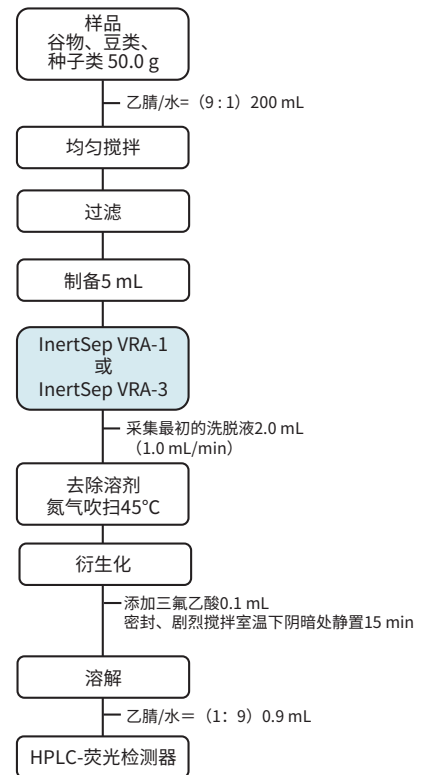 样品
谷物、豆类、
种子类 50.0 g
乙腈/水=（9 : 1）200 mL
均匀搅拌
过滤
制备5 mL
InertSep VRA-1
或
InertSep VRA-3
采集最初的洗脱液2.0 mL
（1.0 mL/min）
去除溶剂
氮气吹扫45℃
衍生化
添加三氟乙酸0.1 mL
密封、剧烈搅拌室温下阴暗处静置15 min
溶解
乙腈/水＝（1：9）0.9 mL
HPLC-荧光检测器